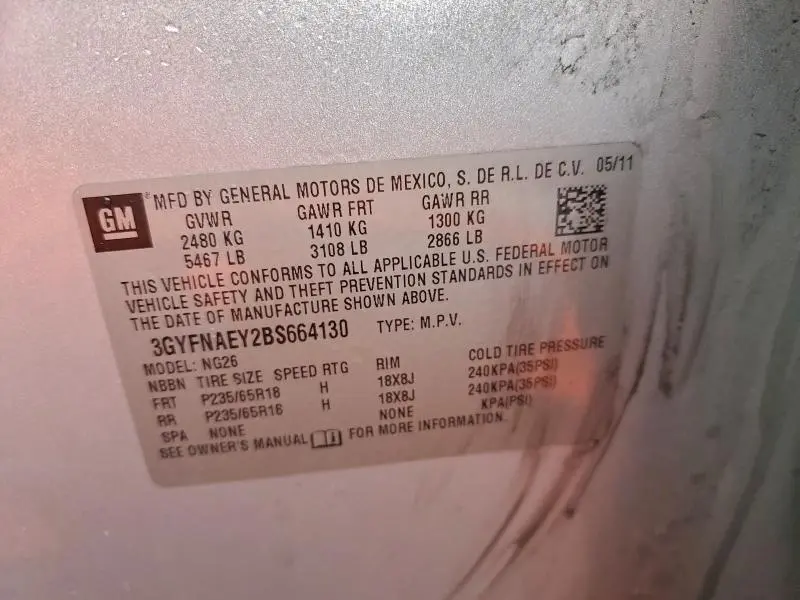 GM ® MFD BY GENERAL MOTORS DE MEXICO, S. DE R.L. DE C.V. 05/11
GVWR GAWR FRT GAWR RR
2480 KG 1410 KG 1300 KG
5467 LB 3108 LB 2866 LB
THIS VEHICLE CONFORMS TO ALL APPLICABLE U.S. FEDERAL MOTOR
VEHICLE SAFETY AND THEFT PREVENTION STANDARDS IN EFFECT ON
THE DATE OF MANUFACTURE SHOWN ABOVE.
3GYFNAEY2BS664130 TYPE: M.P.V.
MODEL: NG26
NBBN TIRE SIZE SPEED RTG RIM COLD TIRE PRESSURE
FRT P235/65R18 H 18X8J 240KPA(35PSI)
RR P235/65R18 H 18X8J 240KPA(35PSI)
SPA NONE NONE KPA(PSI)
SEE OWNER'S MANUAL FOR MORE INFORMATION.